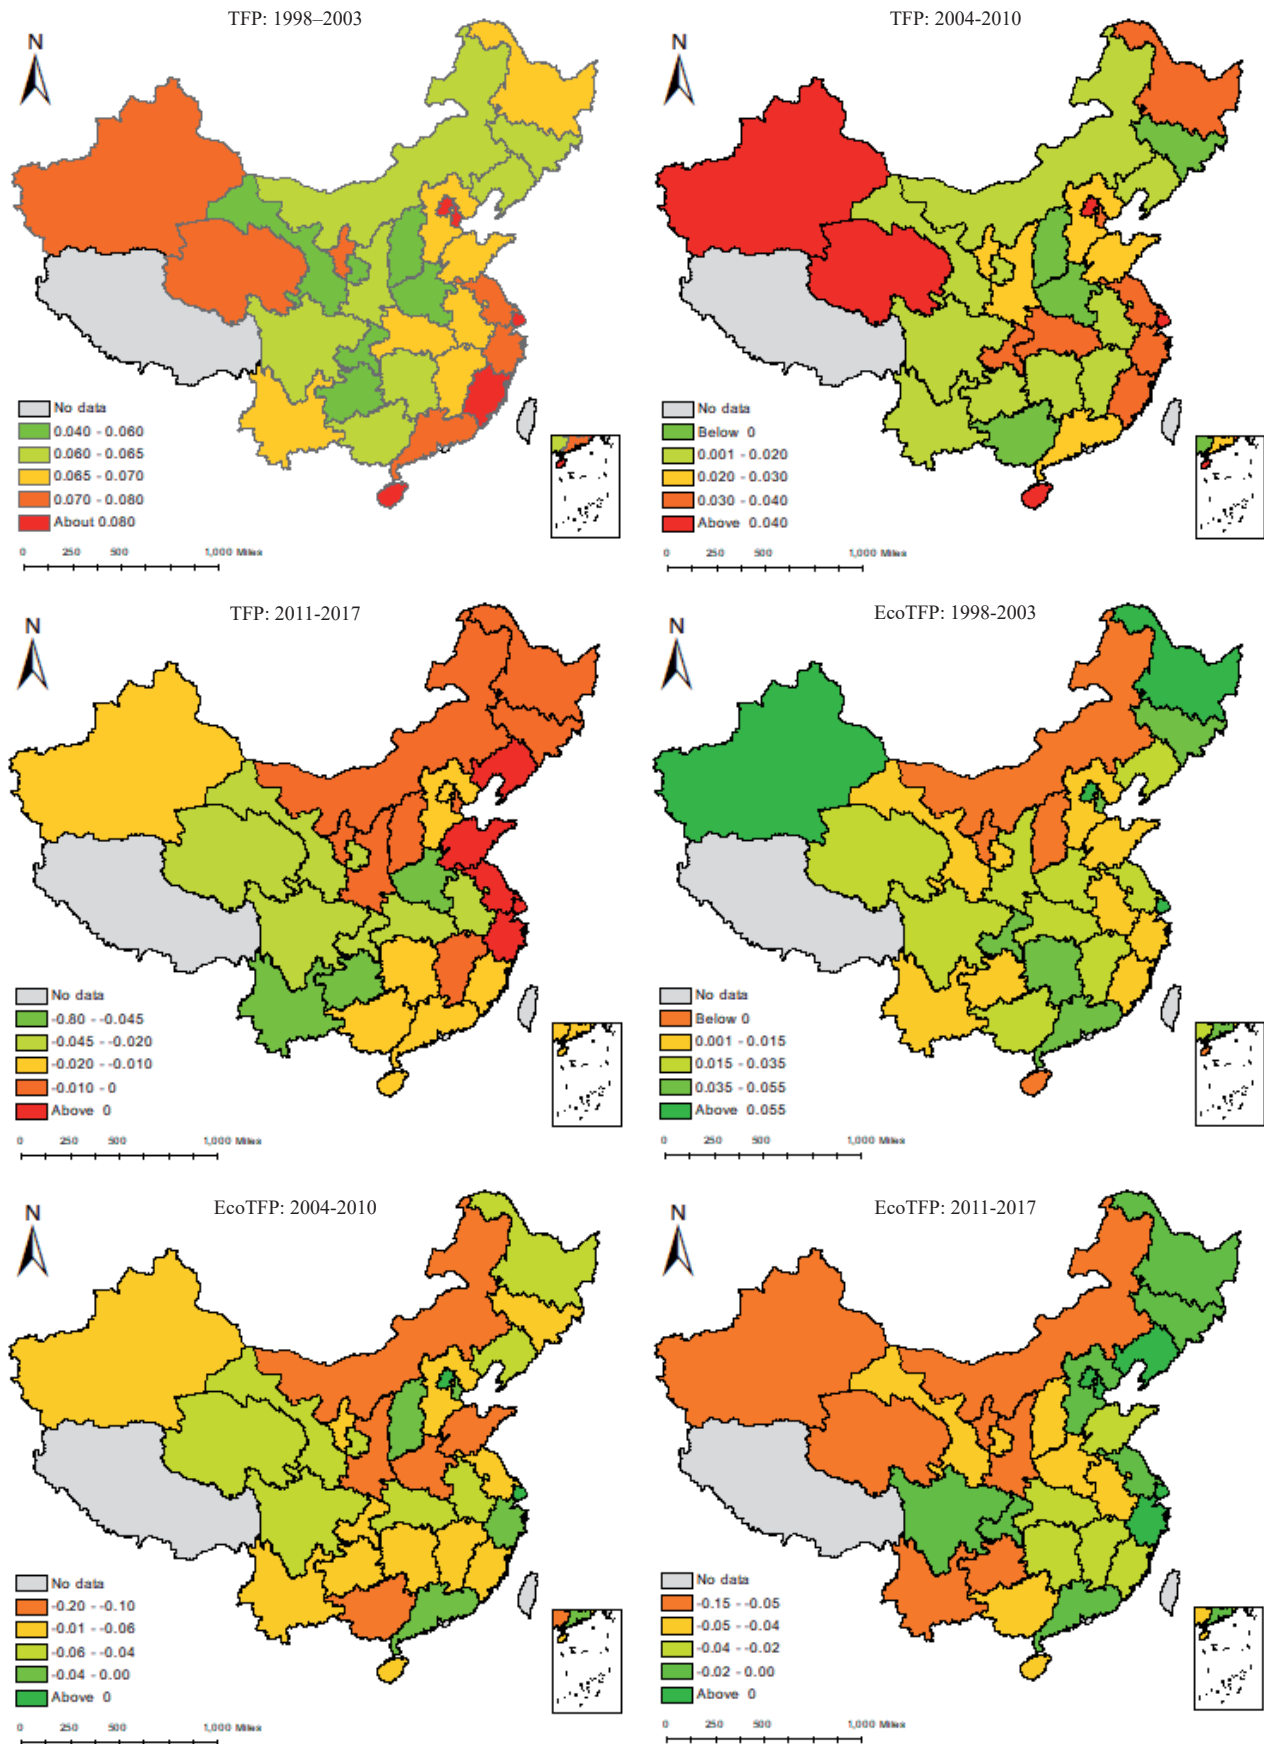 TFP: 1998–2003
N
No data
0.040 - 0.060
0.060 - 0.065
0.065 - 0.070
0.070 - 0.080
About 0.080
0 250 500 1,000 Miles
TFP: 2004-2010
N
No data
Below 0
0.001 - 0.020
0.020 - 0.030
0.030 - 0.040
Above 0.040
0 250 500 1,000 Miles
TFP: 2011-2017
N
No data
-0.80 - -0.045
-0.045 - -0.020
-0.020 - -0.010
-0.010 - 0
Above 0
0 250 500 1,000 Miles
EcoTFP: 1998-2003
N
No data
Below 0
0.001 - 0.015
0.015 - 0.035
0.035 - 0.055
Above 0.055
0 250 500 1,000 Miles
EcoTFP: 2004-2010
N
No data
-0.20 - -0.10
-0.01 - -0.06
-0.06 - -0.04
-0.04 - 0.00
Above 0
0 250 500 1,000 Miles
EcoTFP: 2011-2017
N
No data
-0.15 - -0.05
-0.05 - -0.04
-0.04 - -0.02
-0.02 - 0.00
Above 0
0 250 500 1,000 Miles